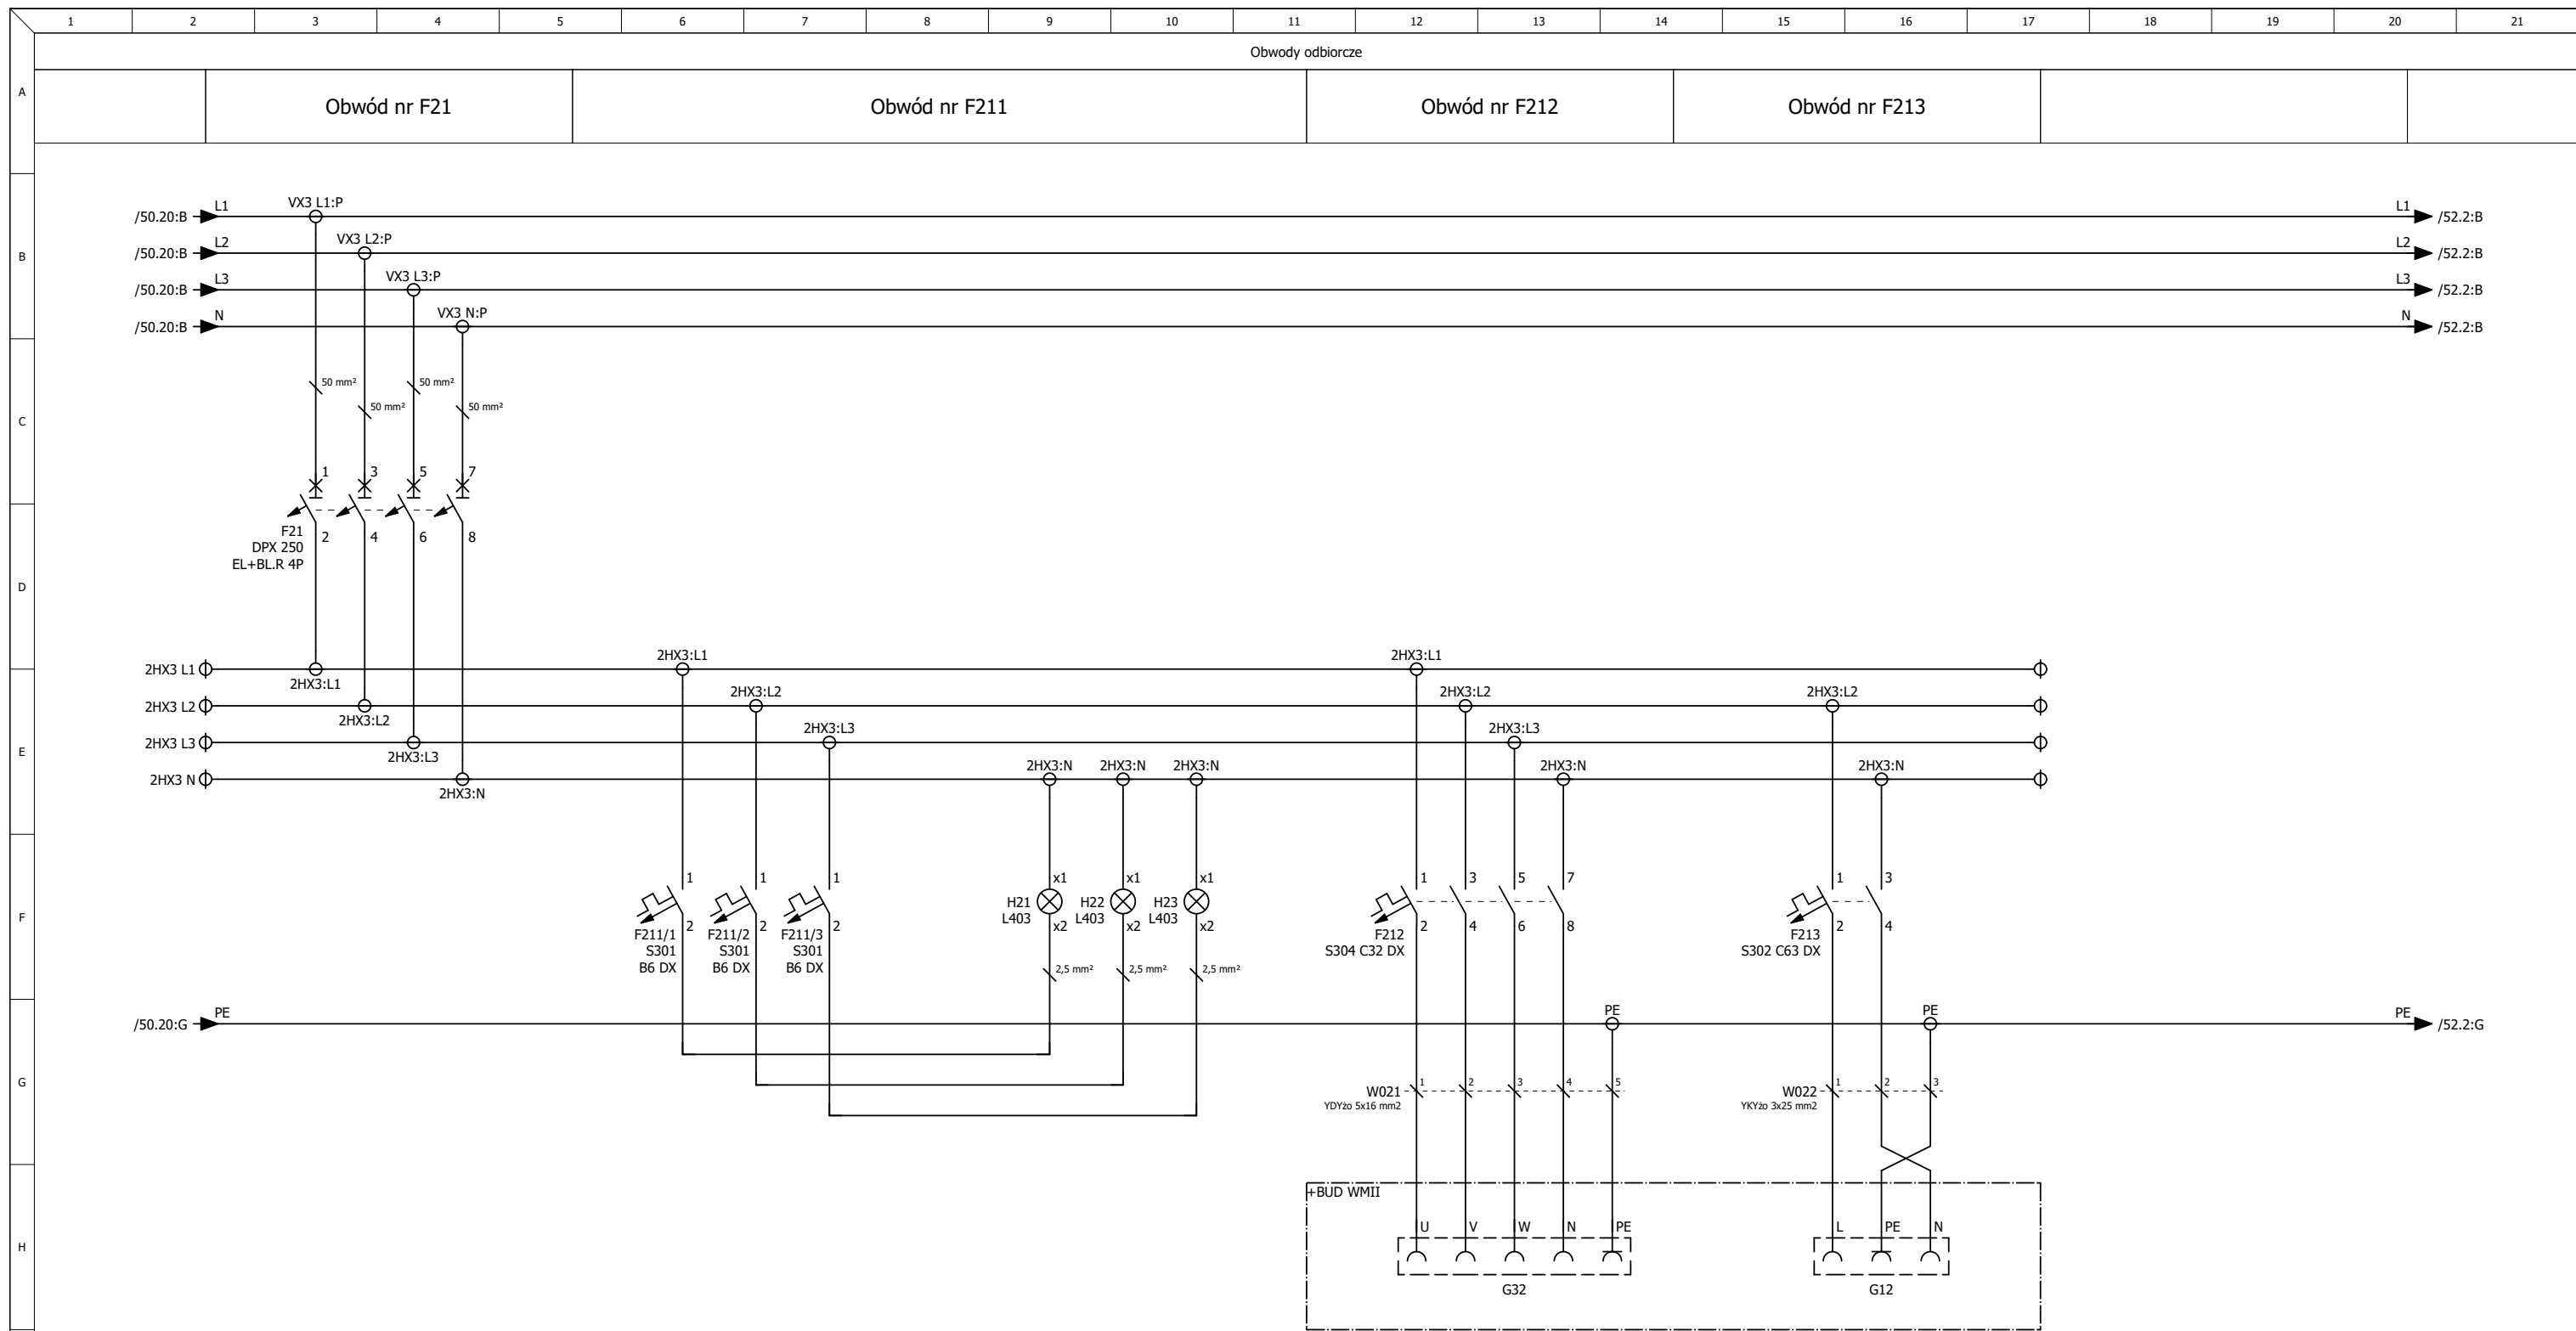 1 2 3 4 5 6 7 8 9 10 11 12 13 14 15 16 17 18 19 20 21
Obwody odbiorcze
A
Obwód nr F21 Obwód nr F211 Obwód nr F212 Obwód nr F213
/50.20:B L1 VX3 L1:P L1 /52.2:B
B
/50.20:B L2 VX3 L2:P L2 /52.2:B
/50.20:B L3 VX3 L3:P L3 /52.2:B
/50.20:B N VX3 N:P N /52.2:B
50 mm² 50 mm²
50 mm² 50 mm²
C
1 3 5 7
F21
DPX 250
EL+BL.R 4P
2 4 6 8
D
2HX3 L1 2HX3:L1 2HX3:L1 2HX3:L1
2HX3 L2 2HX3:L2 2HX3:L2 2HX3:L2 2HX3:L2
2HX3 L3 2HX3:L3 2HX3:L3 2HX3:L3
E
2HX3 N 2HX3:N 2HX3:N 2HX3:N 2HX3:N 2HX3:N 2HX3:N
1 1 1 x1 x1 x1 1 3 5 7 1 3
F
H21
L403
H22
L403
H23
L403
2 2 2 x2 x2 x2 2 4 6 8 2 4
F211/1
S301
B6 DX
F211/2
S301
B6 DX
F211/3
S301
B6 DX
F212
S304 C32 DX
F213
S302 C63 DX
2,5 mm² 2,5 mm² 2,5 mm²
/50.20:G PE PE PE PE /52.2:G
G
W021 1 2 3 4 5
YDYżo 5x16 mm2
W022 1 2 3
YKYżo 3x25 mm2
+BUD WMII
H
U V W N PE L PE N
G32 G12